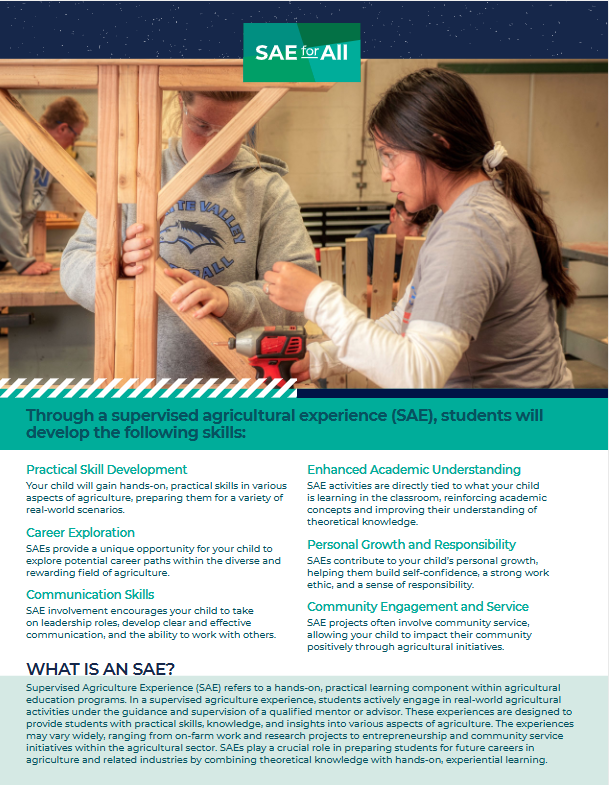 SAE for All
TE VALLEY
ALL
Through a supervised agricultural experience (SAE), students will
develop the following skills:
Practical Skill Development
Your child will gain hands-on, practical skills in various
aspects of agriculture, preparing them for a variety of
real-world scenarios.
Career Exploration
SAEs provide a unique opportunity for your child to
explore potential career paths within the diverse and
rewarding field of agriculture.
Communication Skills
SAE involvement encourages your child to take
on leadership roles, develop clear and effective
communication, and the ability to work with others.
Enhanced Academic Understanding
SAE activities are directly tied to what your child
is learning in the classroom, reinforcing academic
concepts and improving their understanding of
theoretical knowledge.
Personal Growth and Responsibility
SAEs contribute to your child's personal growth,
helping them build self-confidence, a strong work
ethic, and a sense of responsibility.
Community Engagement and Service
SAE projects often involve community service,
allowing your child to impact their community
positively through agricultural initiatives.
WHAT IS AN SAE?
Supervised Agriculture Experience (SAE) refers to a hands-on, practical learning component within agricultural
education programs. In a supervised agriculture experience, students actively engage in real-world agricultural
activities under the guidance and supervision of a qualified mentor or advisor. These experiences are designed to
provide students with practical skills, knowledge, and insights into various aspects of agriculture. The experiences
may vary widely, ranging from on-farm work and research projects to entrepreneurship and community service
initiatives within the agricultural sector. SAEs play a crucial role in preparing students for future careers in
agriculture and related industries by combining theoretical knowledge with hands-on, experiential learning.